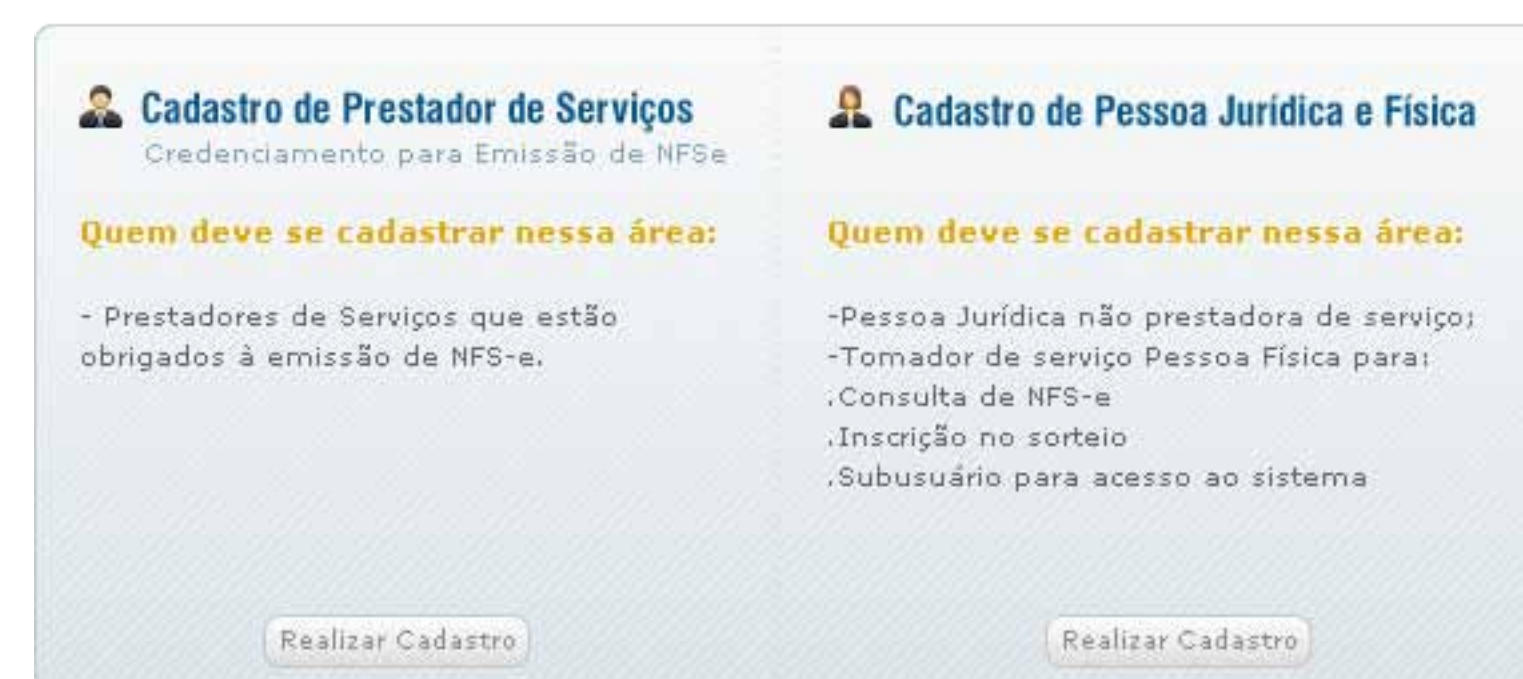 Cadastro de Prestador de Serviços
Credenciamento para Emissão de NFSe
Quem deve se cadastrar nessa área:
- Prestadores de Serviços que estão
obrigados à emissão de NFS-e.
Realizar Cadastro
Cadastro de Pessoa Jurídica e Física
Quem deve se cadastrar nessa área:
-Pessoa Jurídica não prestadora de serviço;
-Tomador de serviço Pessoa Física para:
.Consulta de NFS-e
.Inscrição no sorteio
.Subusuário para acesso ao sistema
Realizar Cadastro